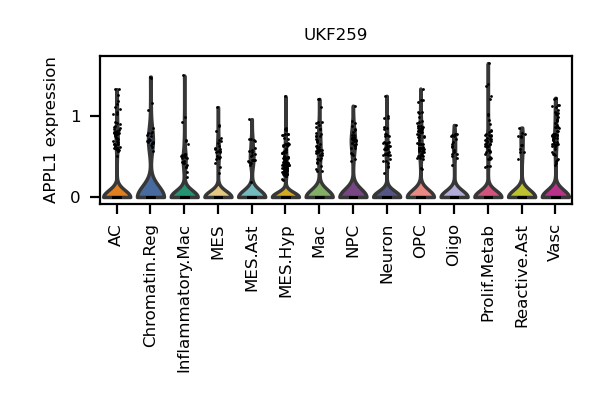 UKF259
APPL1 expression
1
0
AC
Chromatin.Reg
Inflammatory.Mac
MES
MES.Ast
MES.Hyp
Mac
NPC
Neuron
OPC
Oligo
Prolif.Metab
Reactive.Ast
Vasc